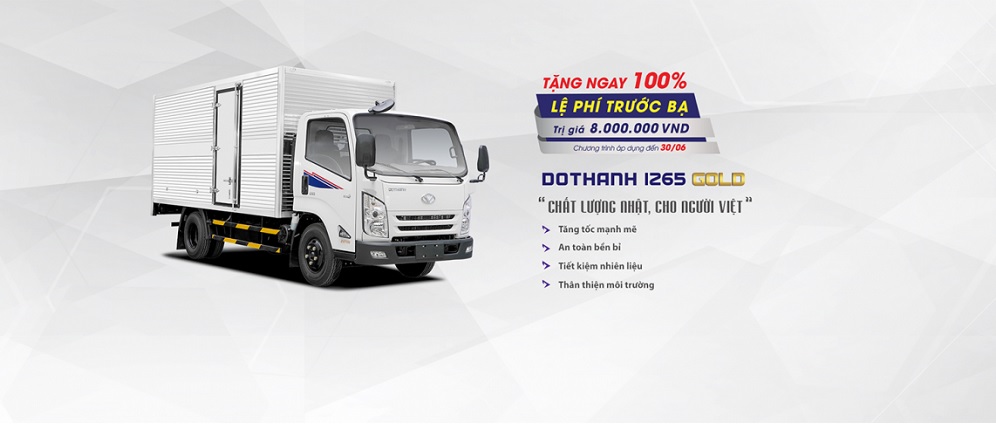 TẶNG NGAY 100%
LỆ PHÍ TRƯỚC BẠ
Trị giá 8.000.000 VND
Chương trình áp dụng đến 30/06
DOTHANH IZ65 GOLD
“CHẤT LƯỢNG NHẬT, CHO NGƯỜI VIỆT”
Tăng tốc mạnh mẽ
An toàn bền bỉ
Tiết kiệm nhiên liệu
Thân thiện môi trường
DOTHANH